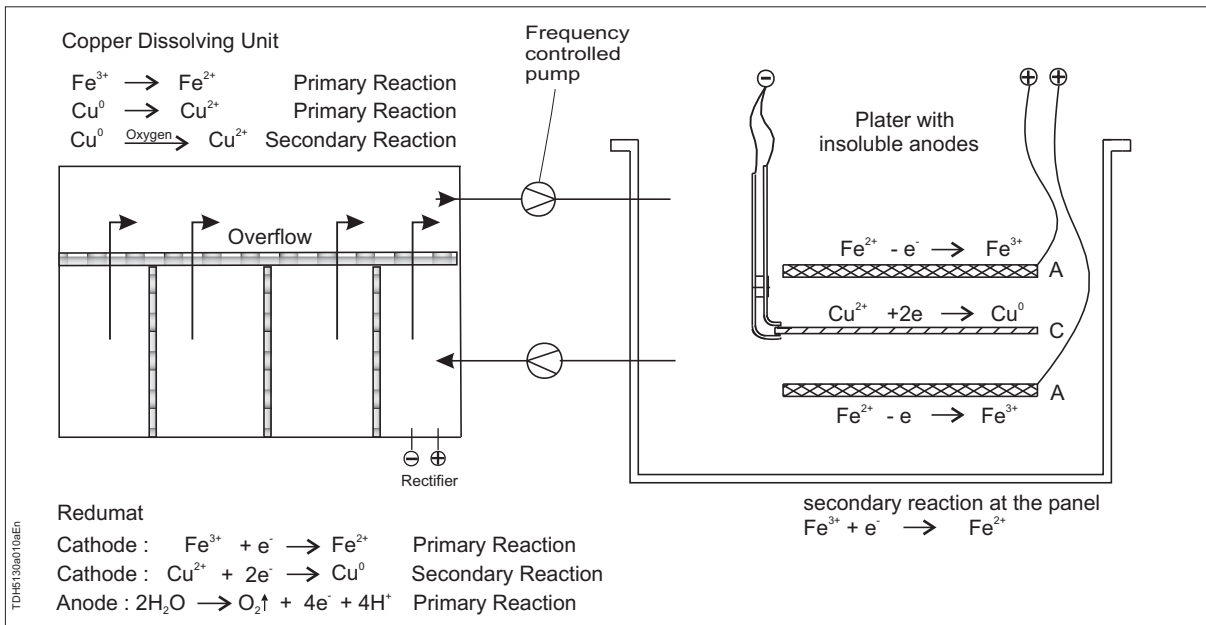 Copper Dissolving Unit
Fe³⁺ → Fe²⁺ Primary Reaction
Cu⁰ → Cu²⁺ Primary Reaction
Cu⁰ Oxygen→ Cu²⁺ Secondary Reaction
Frequency
controlled
pump
Overflow
⊖ ⊕
Rectifier
⊖ ⊕ ⊕
Plater with
insoluble anodes
Fe²⁺ - e⁻ → Fe³⁺
A
Cu²⁺ +2e → Cu⁰
C
A
Fe²⁺ - e → Fe³⁺
secondary reaction at the panel
Fe³⁺ + e⁻ → Fe²⁺
Redumat
Cathode : Fe³⁺ + e⁻ → Fe²⁺ Primary Reaction
Cathode : Cu²⁺ + 2e⁻ → Cu⁰ Secondary Reaction
Anode : 2H₂O → O₂↑ + 4e⁻ + 4H⁺ Primary Reaction
TDH5130a010aEn